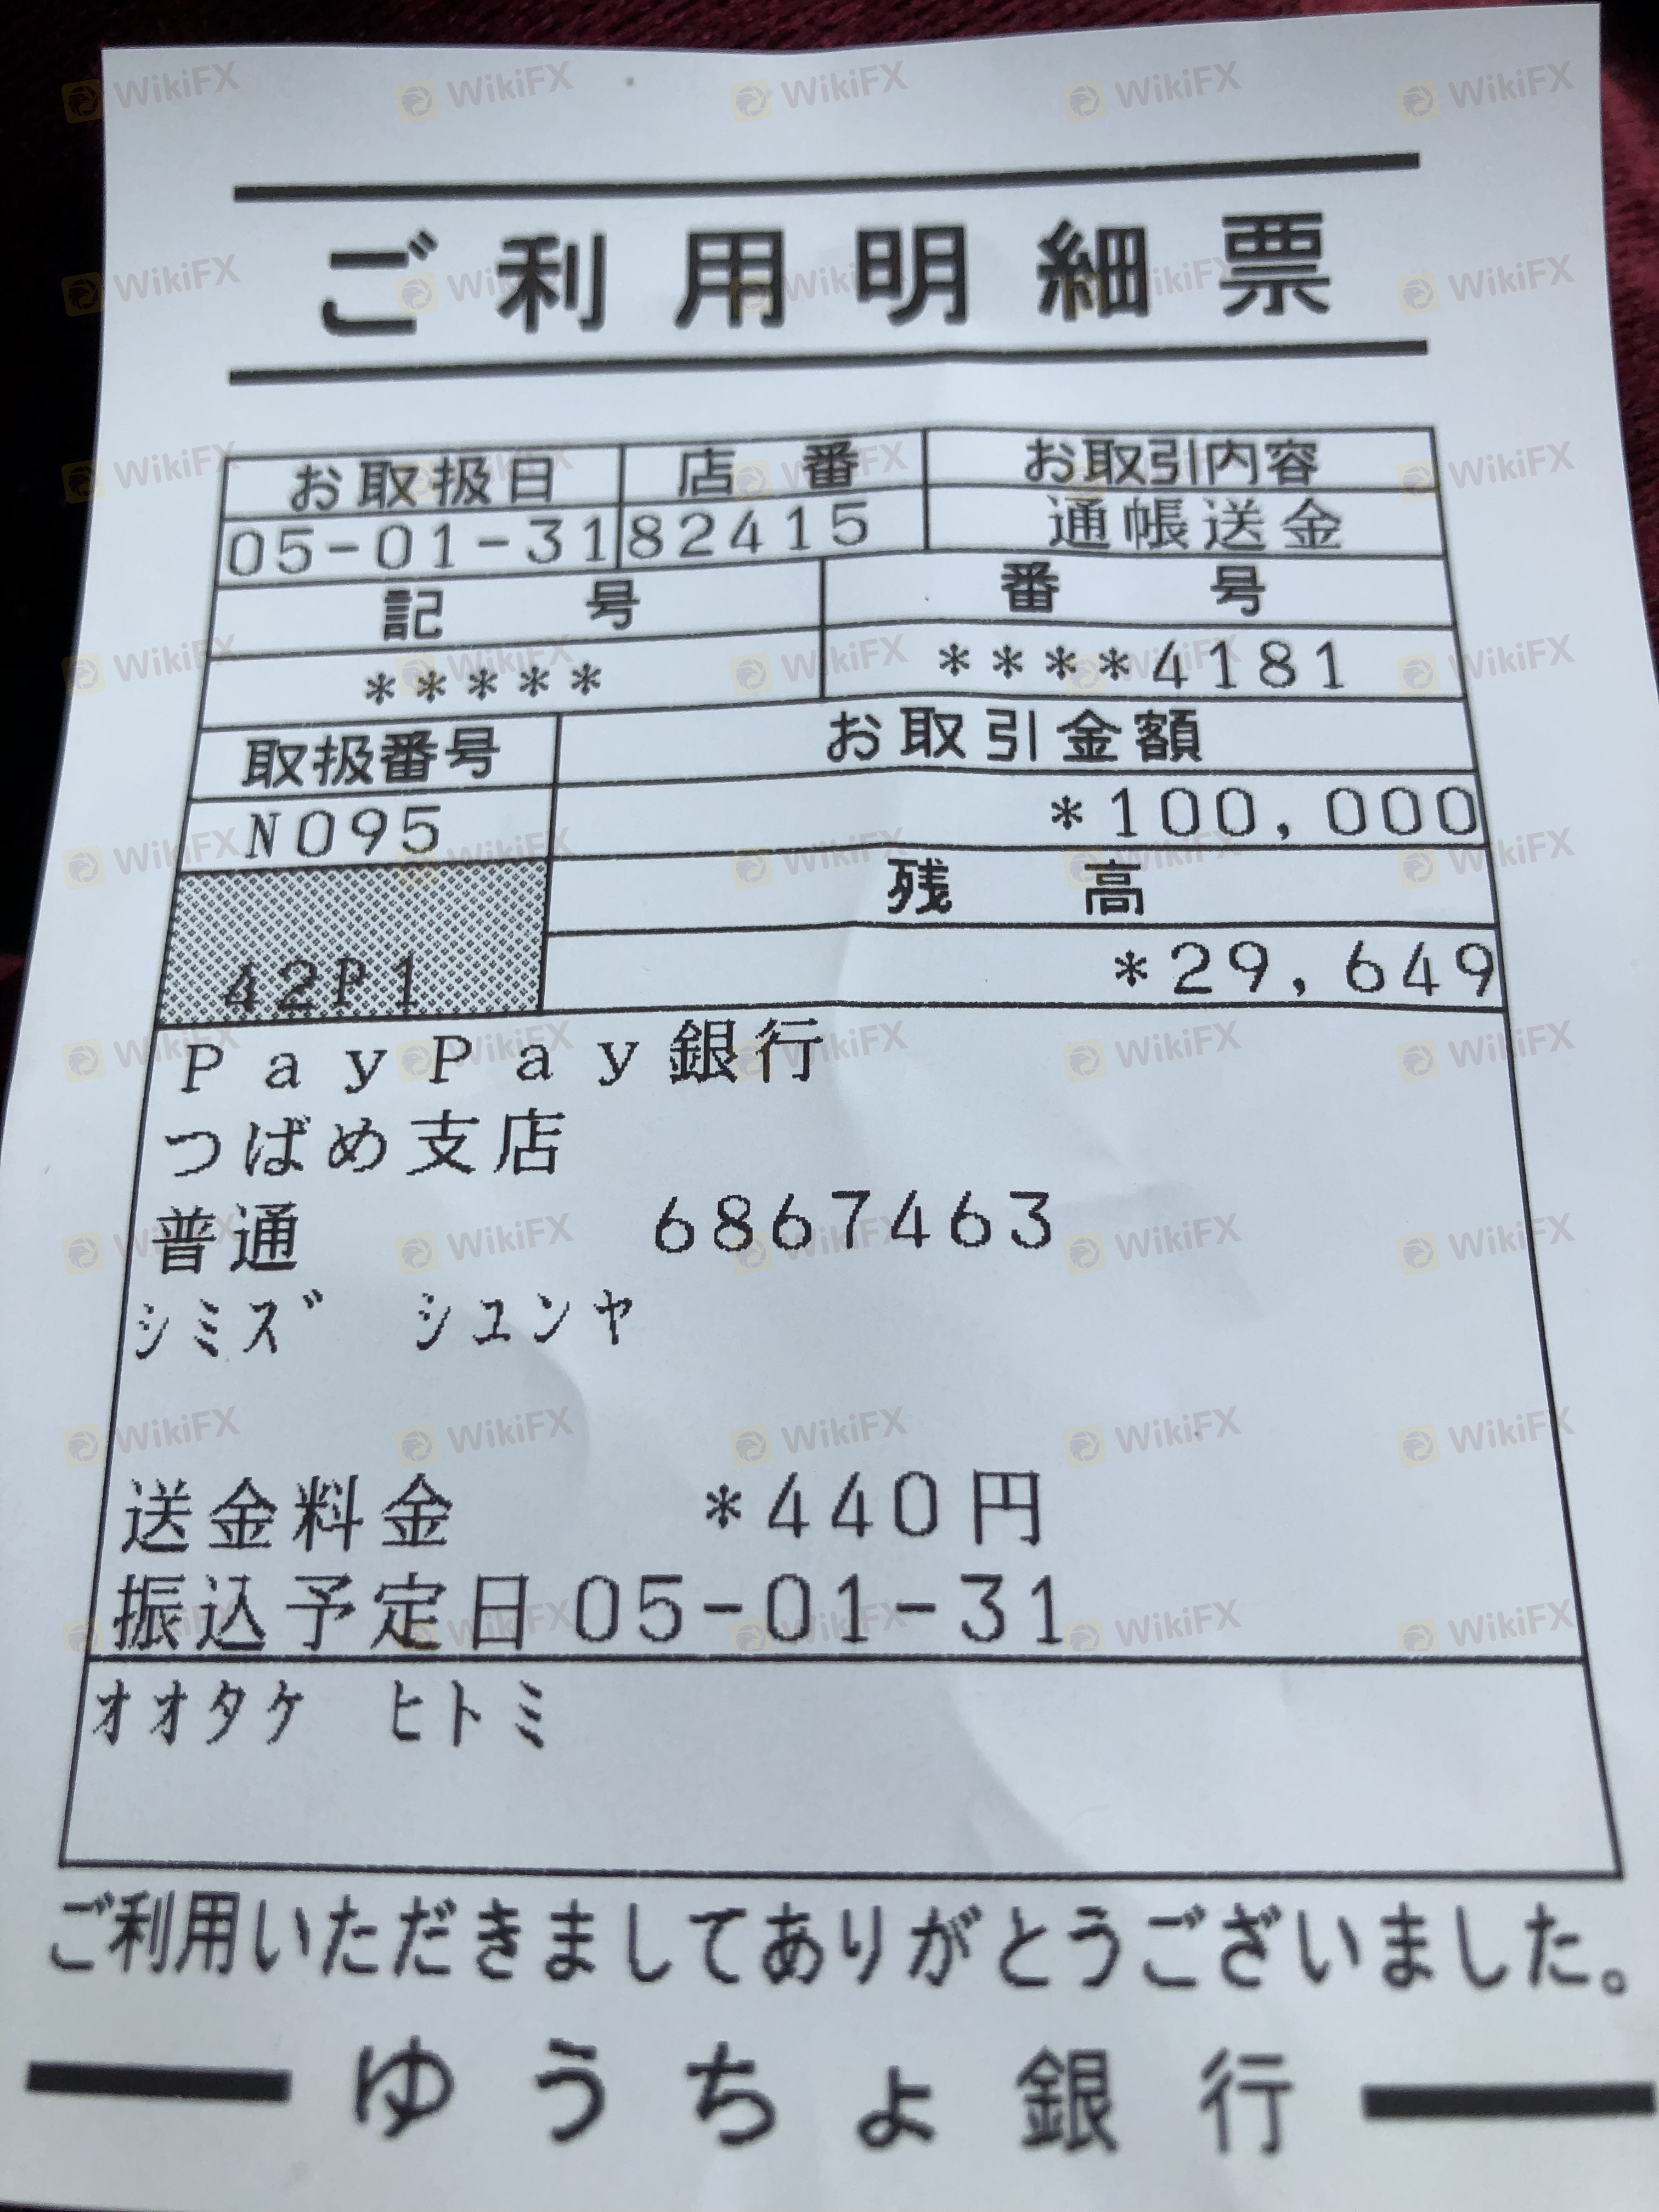 ご利用明細票
お取扱日 店番 お取引内容
05-01-31 82415 通帳送金
記号 番号
***** ****4181
取扱番号 お取引金額
N095 *100,000
残高
42P1 *29,649
PayPay銀行
つばめ支店
普通 6867463
シミズ シユンヤ
送金料金 *440円
振込予定日05-01-31
オオタケ ヒトミ
ご利用いただきましてありがとうございました。
ゆうちょ銀行
WikiFX